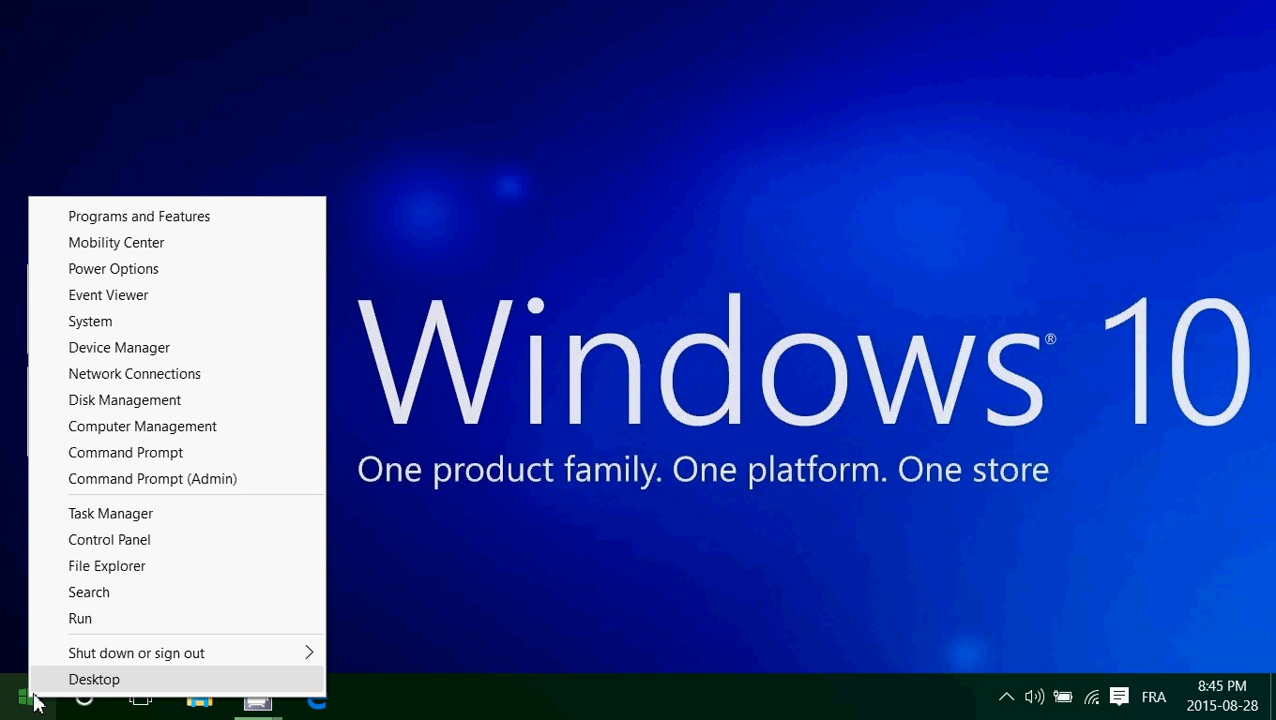 Programs and Features
Mobility Center
Power Options
Event Viewer
System
Device Manager
Network Connections
Disk Management
Computer Management
Command Prompt
Command Prompt (Admin)
Task Manager
Control Panel
File Explorer
Search
Run
Shut down or sign out
Desktop
Windows® 10
One product family. One platform. One store
FRA
8:45 PM
2015-08-28